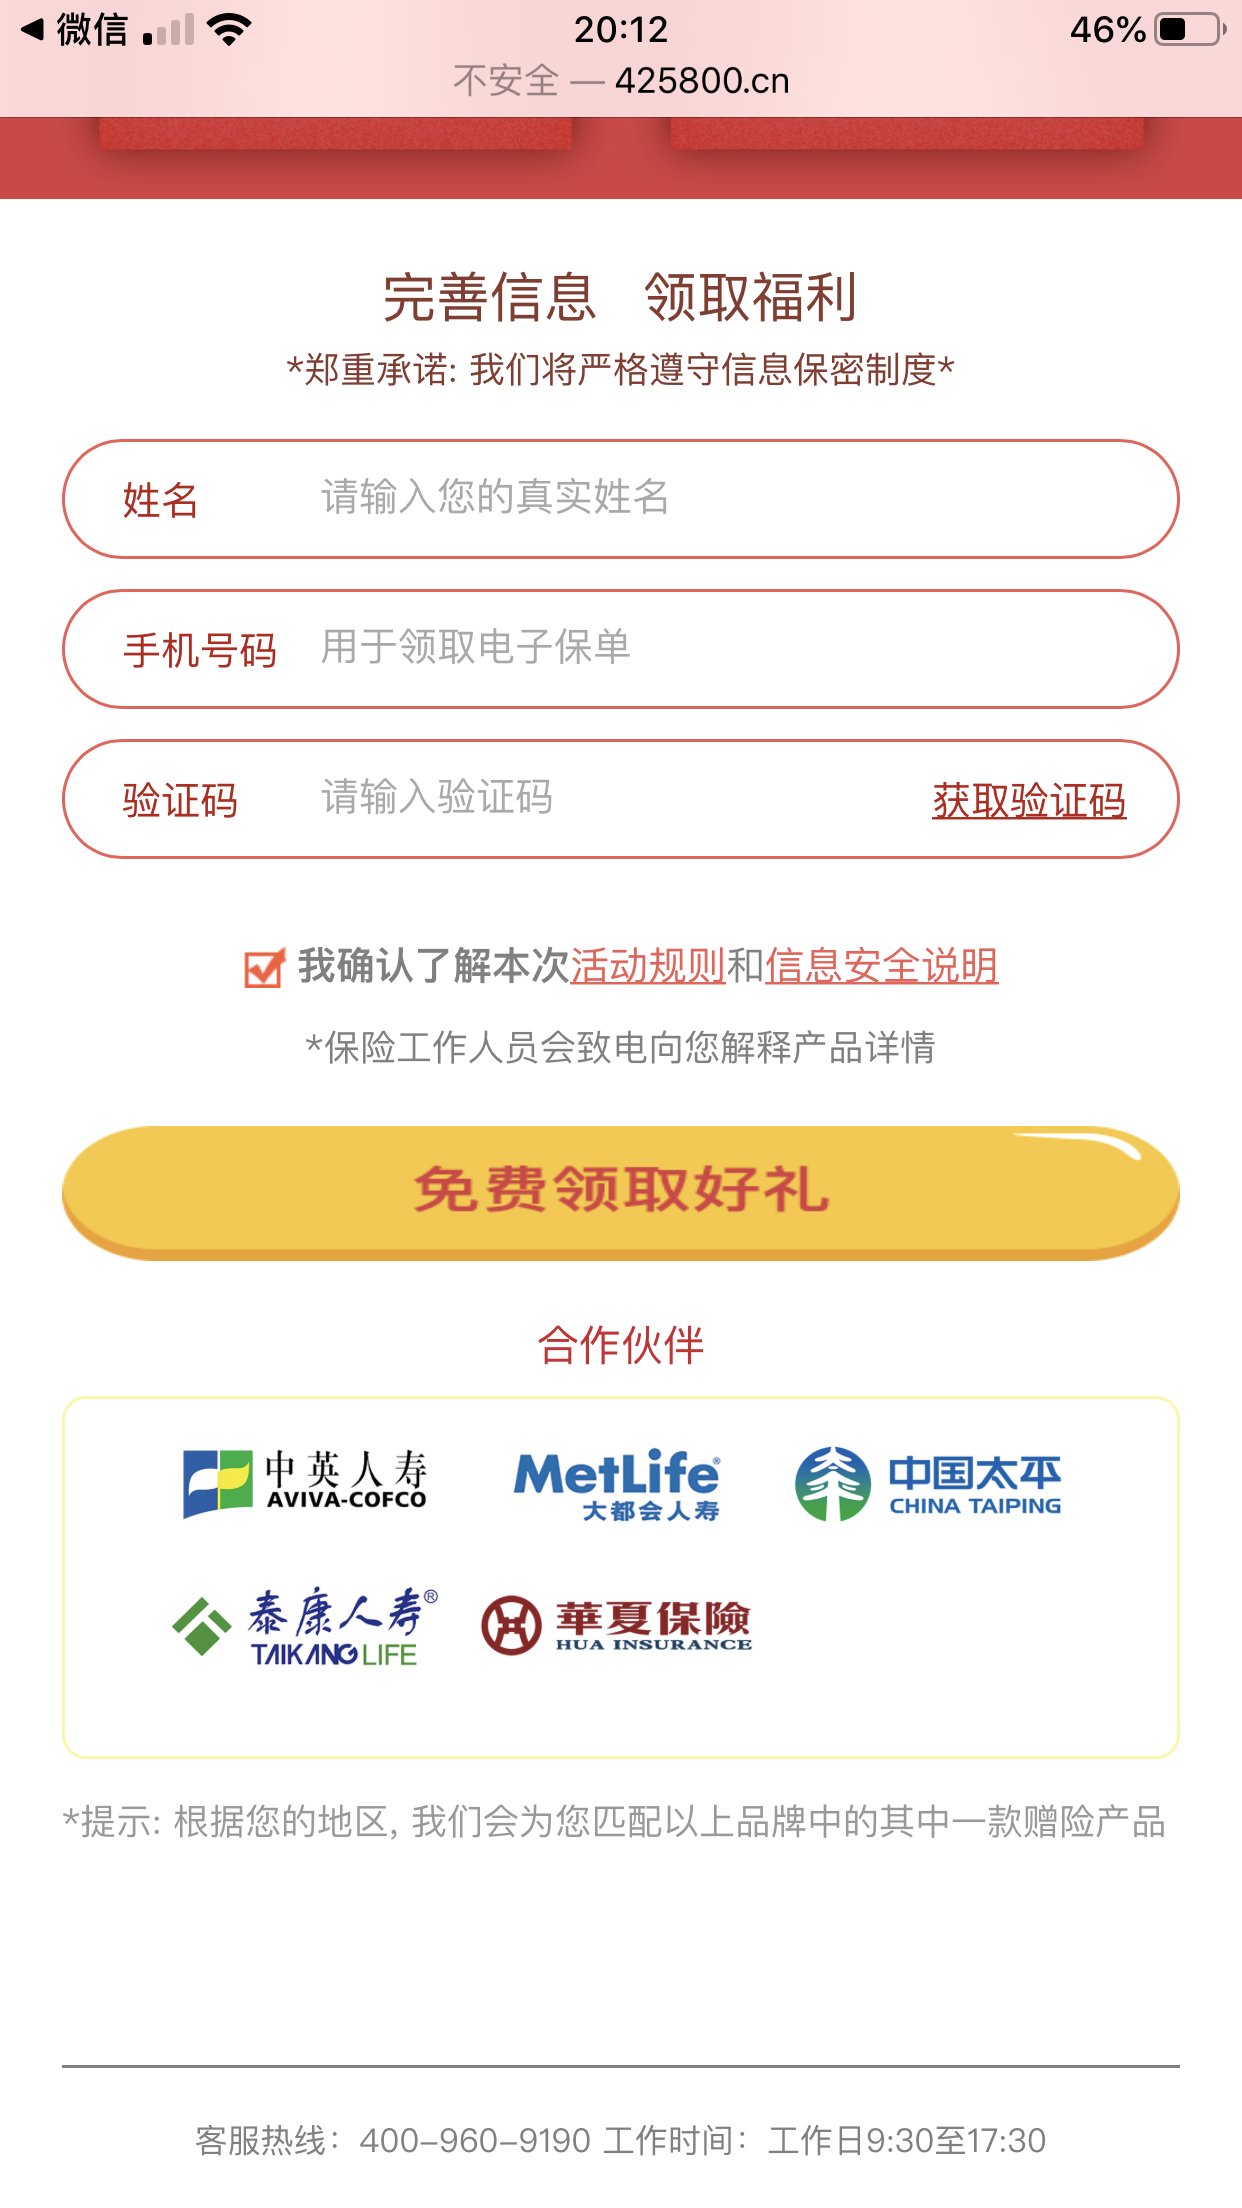 微信 20:12 46%
不安全 — 425800.cn
完善信息 领取福利
*郑重承诺: 我们将严格遵守信息保密制度*
姓名 请输入您的真实姓名
手机号码 用于领取电子保单
验证码 请输入验证码 获取验证码
我确认了解本次活动规则和信息安全说明
*保险工作人员会致电向您解释产品详情
免费领取好礼
合作伙伴
中英人寿
AVIVA-COFCO
MetLife®
大都会人寿
中国太平
CHINA TAIPING
泰康人寿®
TAIKANG LIFE
華夏保險
HUA INSURANCE
*提示: 根据您的地区, 我们会为您匹配以上品牌中的其中一款赠险产品
客服热线：400-960-9190 工作时间：工作日9:30至17:30